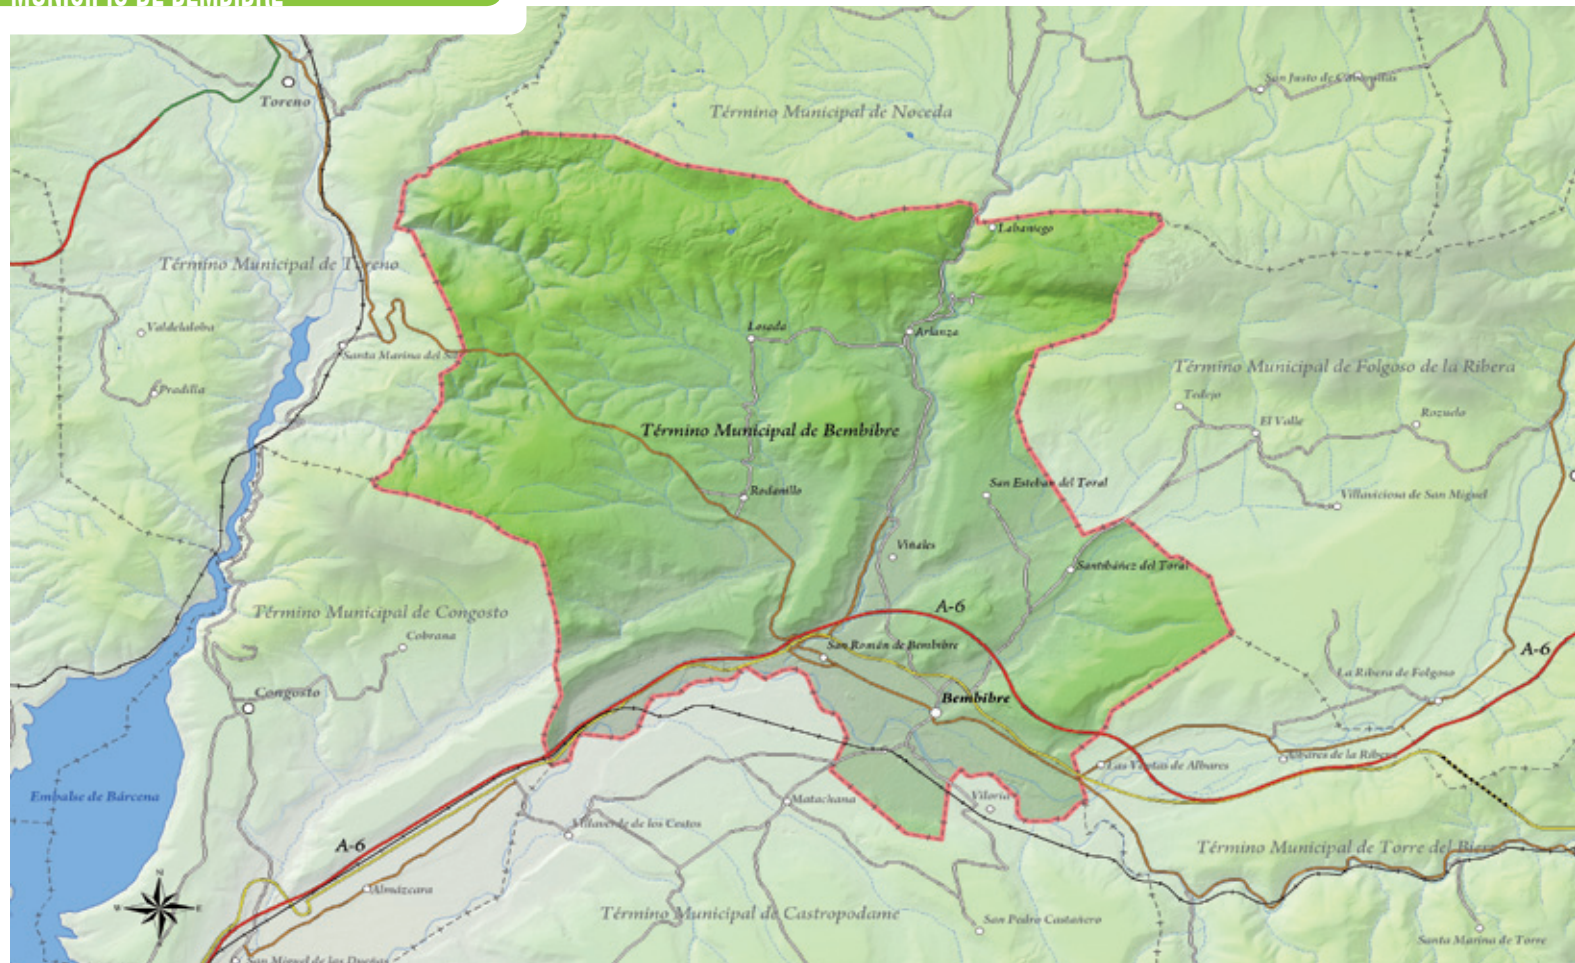 MUNICIPIO DE BEMBIBRE
San Justo de Cabanillas
Toreno
Término Municipal de Noceda
Labaniego
Término Municipal de Toreno
Valdelaloba
Losada
Arlanza
Santa Marina del Sil
Término Municipal de Folgoso de la Ribera
Pradilla
Tedejo
Rozuelo
El Valle
Término Municipal de Bembibre
San Esteban del Toral
Rodanillo
Villaviciosa de San Miguel
Viñales
Santibáñez del Toral
A-6
Término Municipal de Congosto
Cobrana
San Román de Bembibre
A-6
La Ribera de Folgoso
Congosto
Bembibre
Albares de la Ribera
Las Ventas de Albares
Embalse de Bárcena
Matachana
Viloria
Villaverde de los Cestos
A-6
Término Municipal de Torre del Bierzo
N
Almázcara
W
E
Término Municipal de Castropodame
San Pedro Castañero
Santa Marina de Torre
San Miguel de las Dueñas